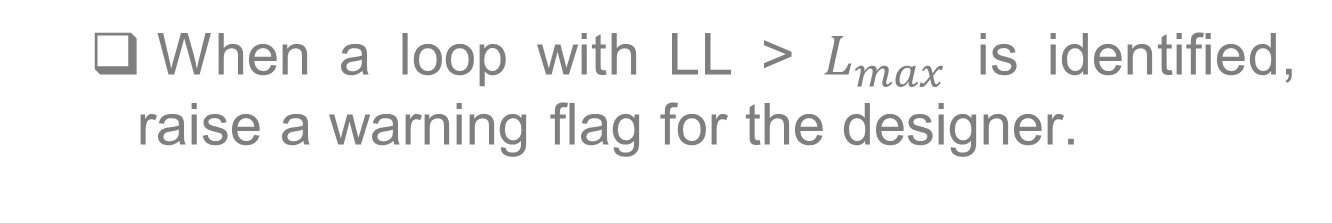 ❑ When a loop with LL > L_max is identified,
raise a warning flag for the designer.